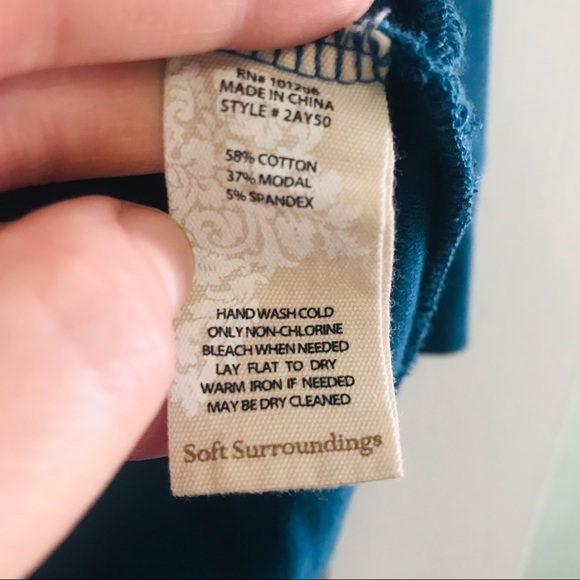 RN# 101298
MADE IN CHINA
STYLE # 2AY50
58% COTTON
37% MODAL
5% SPANDEX
HAND WASH COLD
ONLY NON-CHLORINE
BLEACH WHEN NEEDED
LAY FLAT TO DRY
WARM IRON IF NEEDED
MAY BE DRY CLEANED
Soft Surroundings